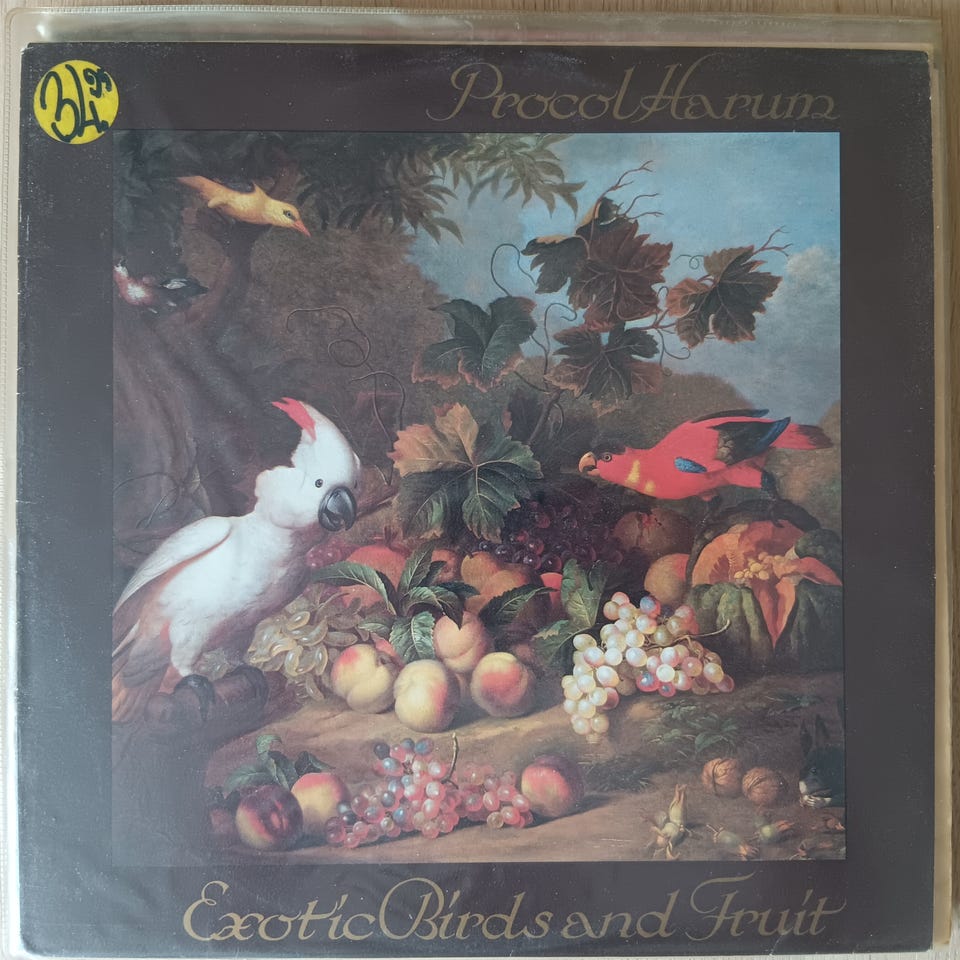 34.95
Procol Harum
Exotic Birds and Fruit